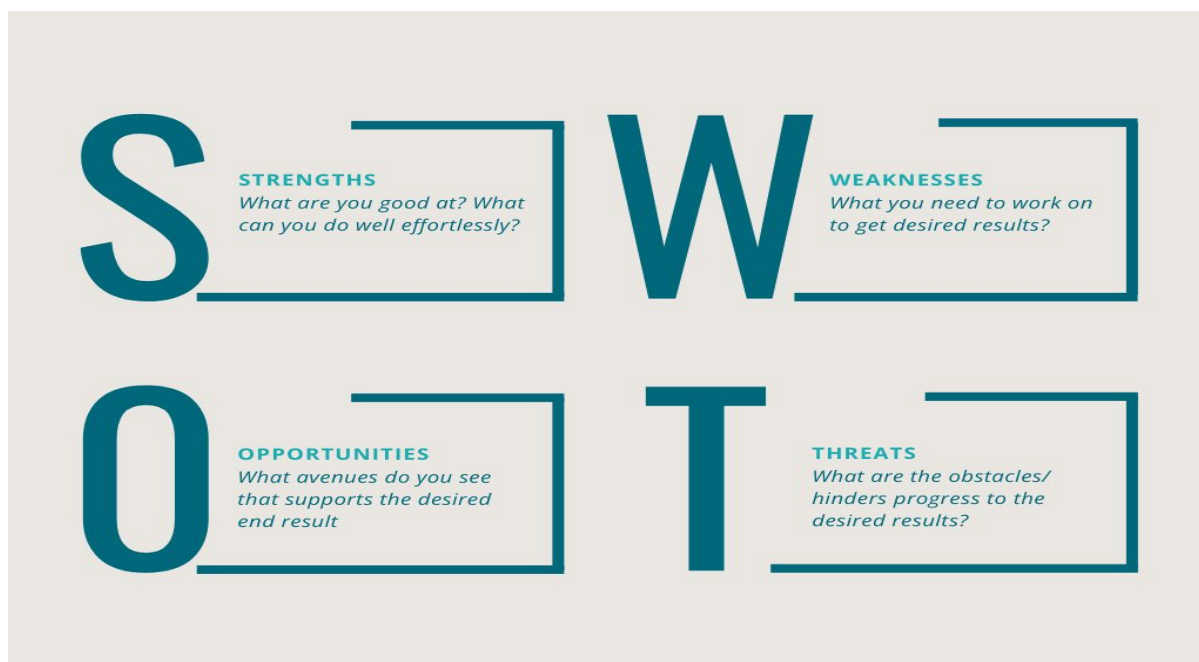 S
STRENGTHS
What are you good at? What
can you do well effortlessly?
W
WEAKNESSES
What you need to work on
to get desired results?
O
OPPORTUNITIES
What avenues do you see
that supports the desired
end result
T
THREATS
What are the obstacles/
hinders progress to the
desired results?